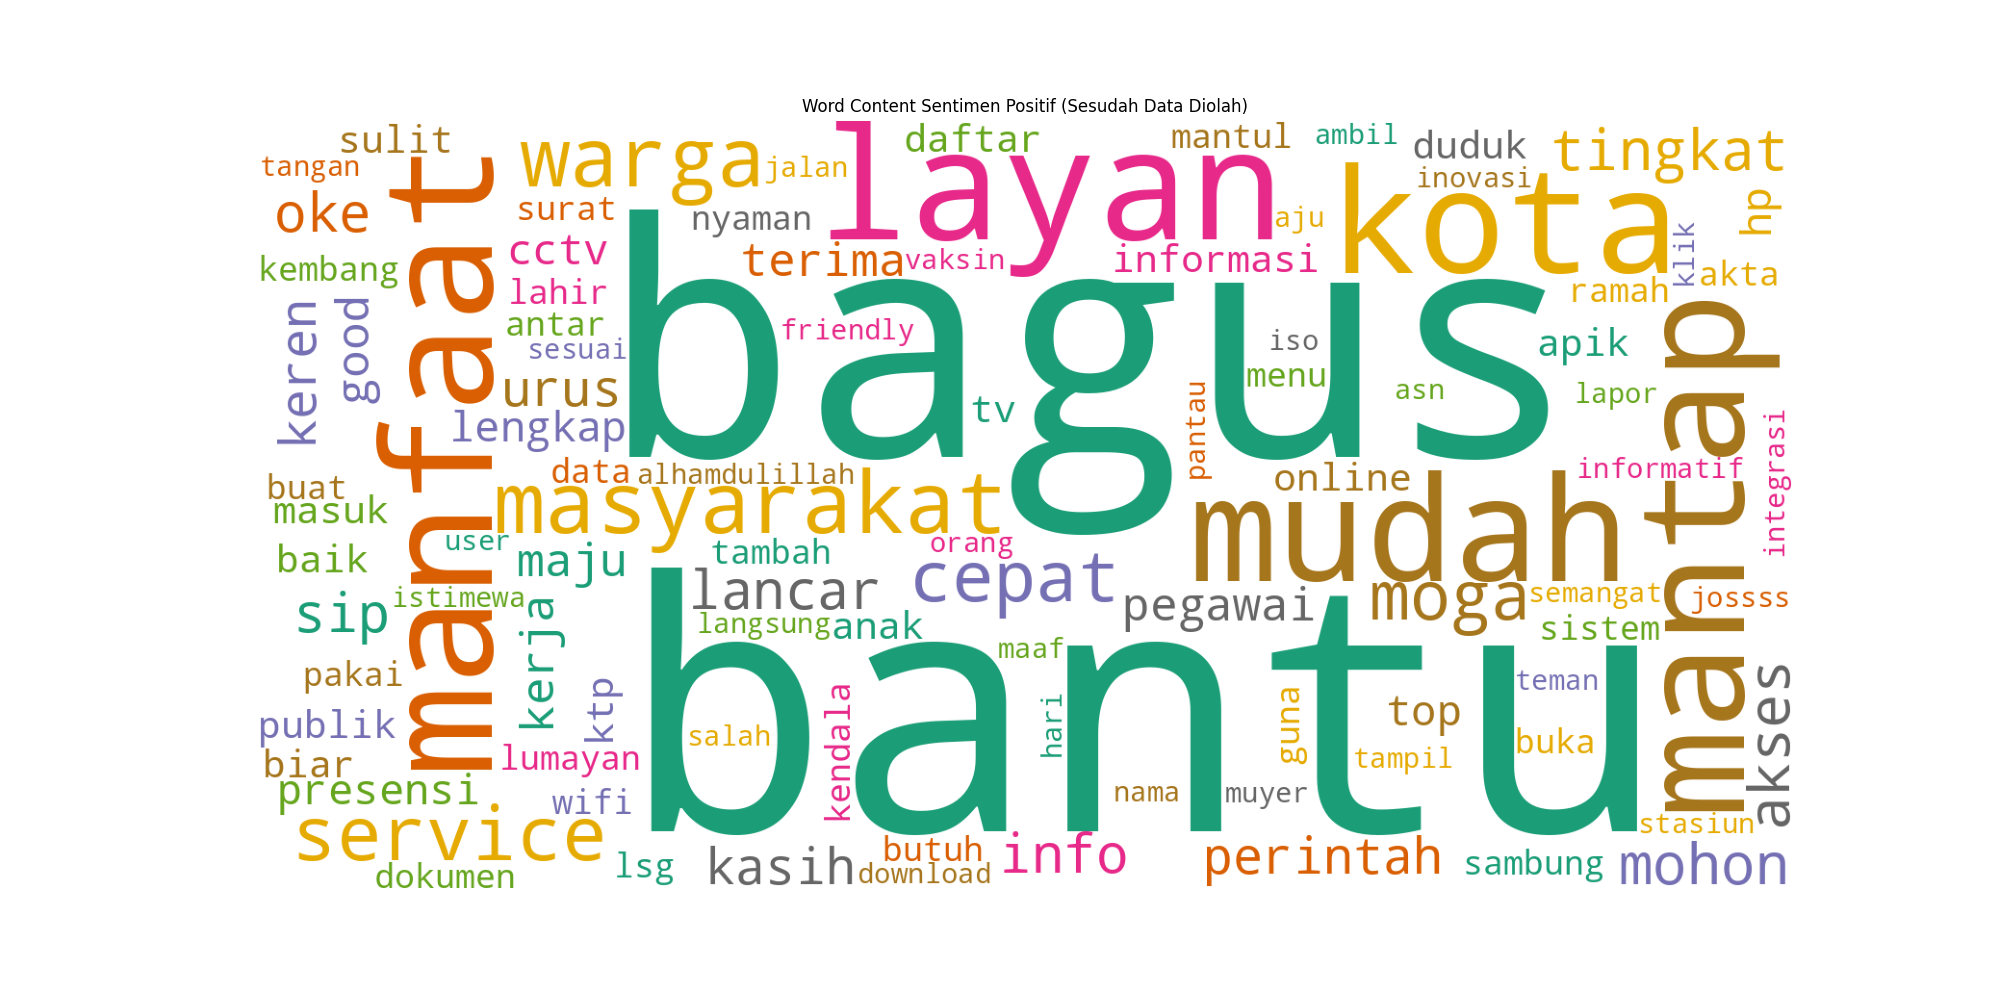 Word Content Sentimen Positif (Sesudah Data Diolah)
sulit
tangan
oke
kembang
keren
good
manfaat
warga
jalan
surat
nyaman
cctv
lahir
antar
sesuai
urus
lengkap
layan
daftar
terima
vaksin
informasi
mantul
ambil
aju
duduk
inovasi
tingkat
kota
hp
klik
akta
ramah
bagus
friendly
tv
iso
menu
asn
pantau
apik
lapor
mantap
integrasi
informatif
online
data
alhamdulillah
masyarakat
buat
masuk
baik
user
maju
tambah
orang
mudah
lancar
cepat
pegawai
moga
semangat
jossss
sistem
istimewa
sip
langsung
anak
maaf
bantu
kerja
ktp
pakai
publik
biar
presensi
lumayan
wifi
service
dokumen
salah
kendala
hari
guna
top
teman
buka
tampil
nama
muyer
akses
stasiun
lsg
kasih
butuh
download
info
perintah
sambung
mohon